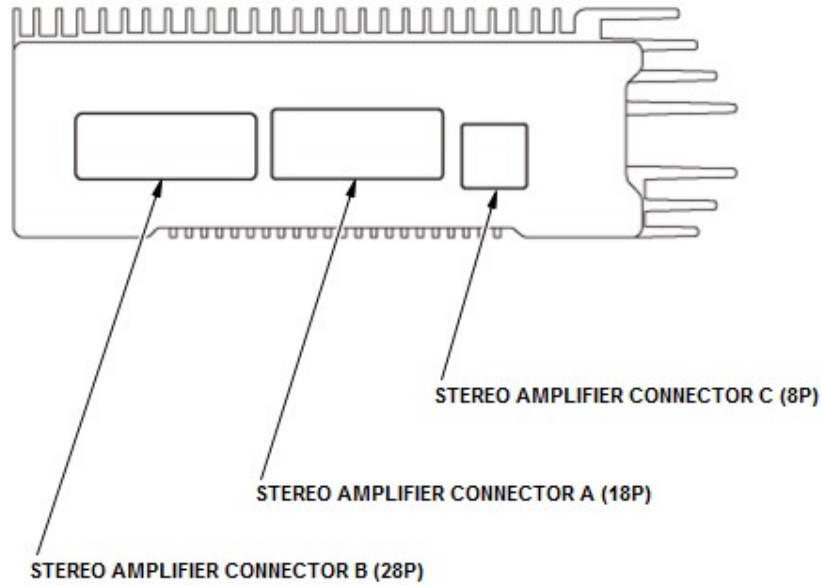 STEREO AMPLIFIER CONNECTOR C (8P)
STEREO AMPLIFIER CONNECTOR A (18P)
STEREO AMPLIFIER CONNECTOR B (28P)